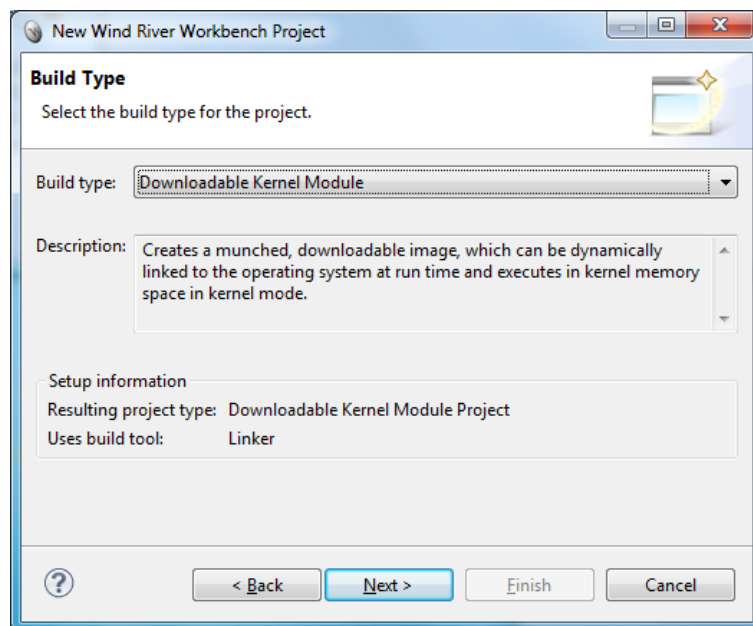 New Wind River Workbench Project
Build Type
Select the build type for the project.
Build type: Downloadable Kernel Module
Description: Creates a munched, downloadable image, which can be dynamically
linked to the operating system at run time and executes in kernel memory
space in kernel mode.
Setup information
Resulting project type: Downloadable Kernel Module Project
Uses build tool: Linker
? < Back Next > Finish Cancel